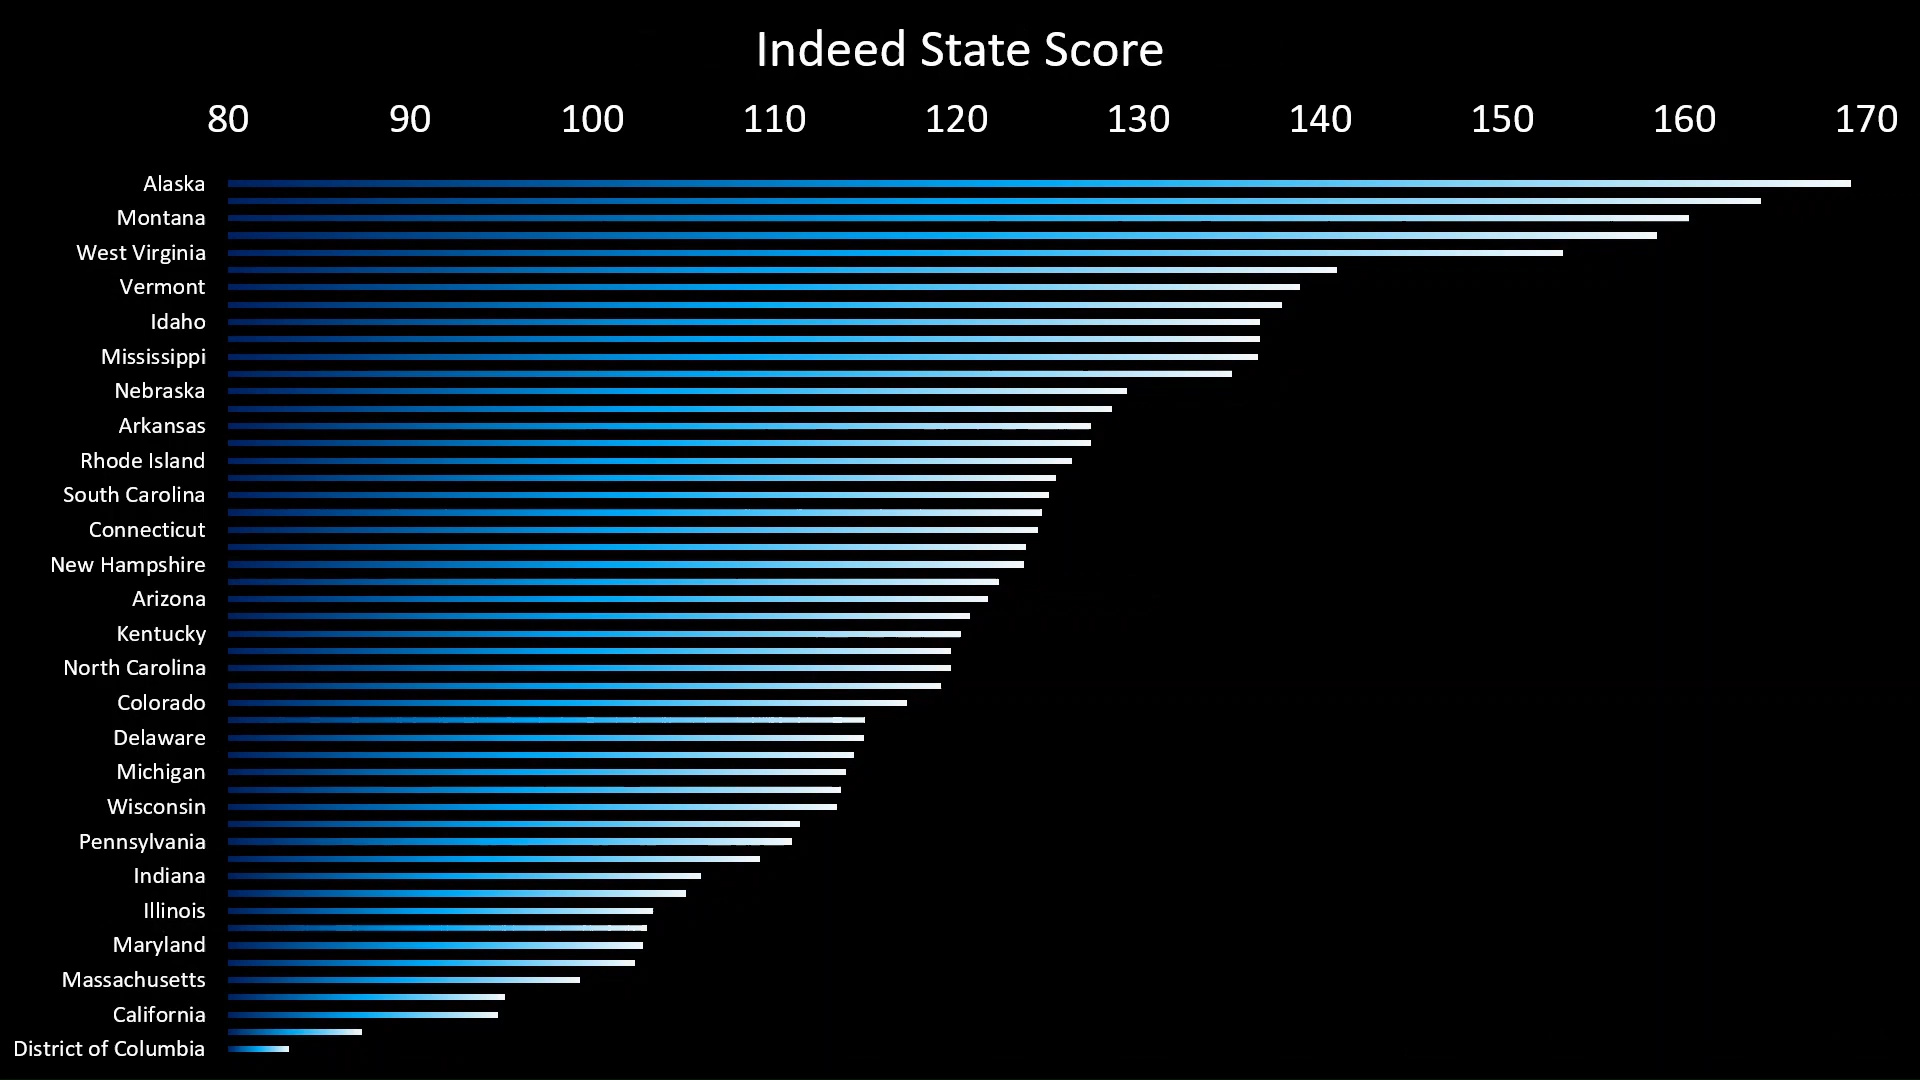 Indeed State Score
80 90 100 110 120 130 140 150 160 170
Alaska
Montana
West Virginia
Vermont
Idaho
Mississippi
Nebraska
Arkansas
Rhode Island
South Carolina
Connecticut
New Hampshire
Arizona
Kentucky
North Carolina
Colorado
Delaware
Michigan
Wisconsin
Pennsylvania
Indiana
Illinois
Maryland
Massachusetts
California
District of Columbia